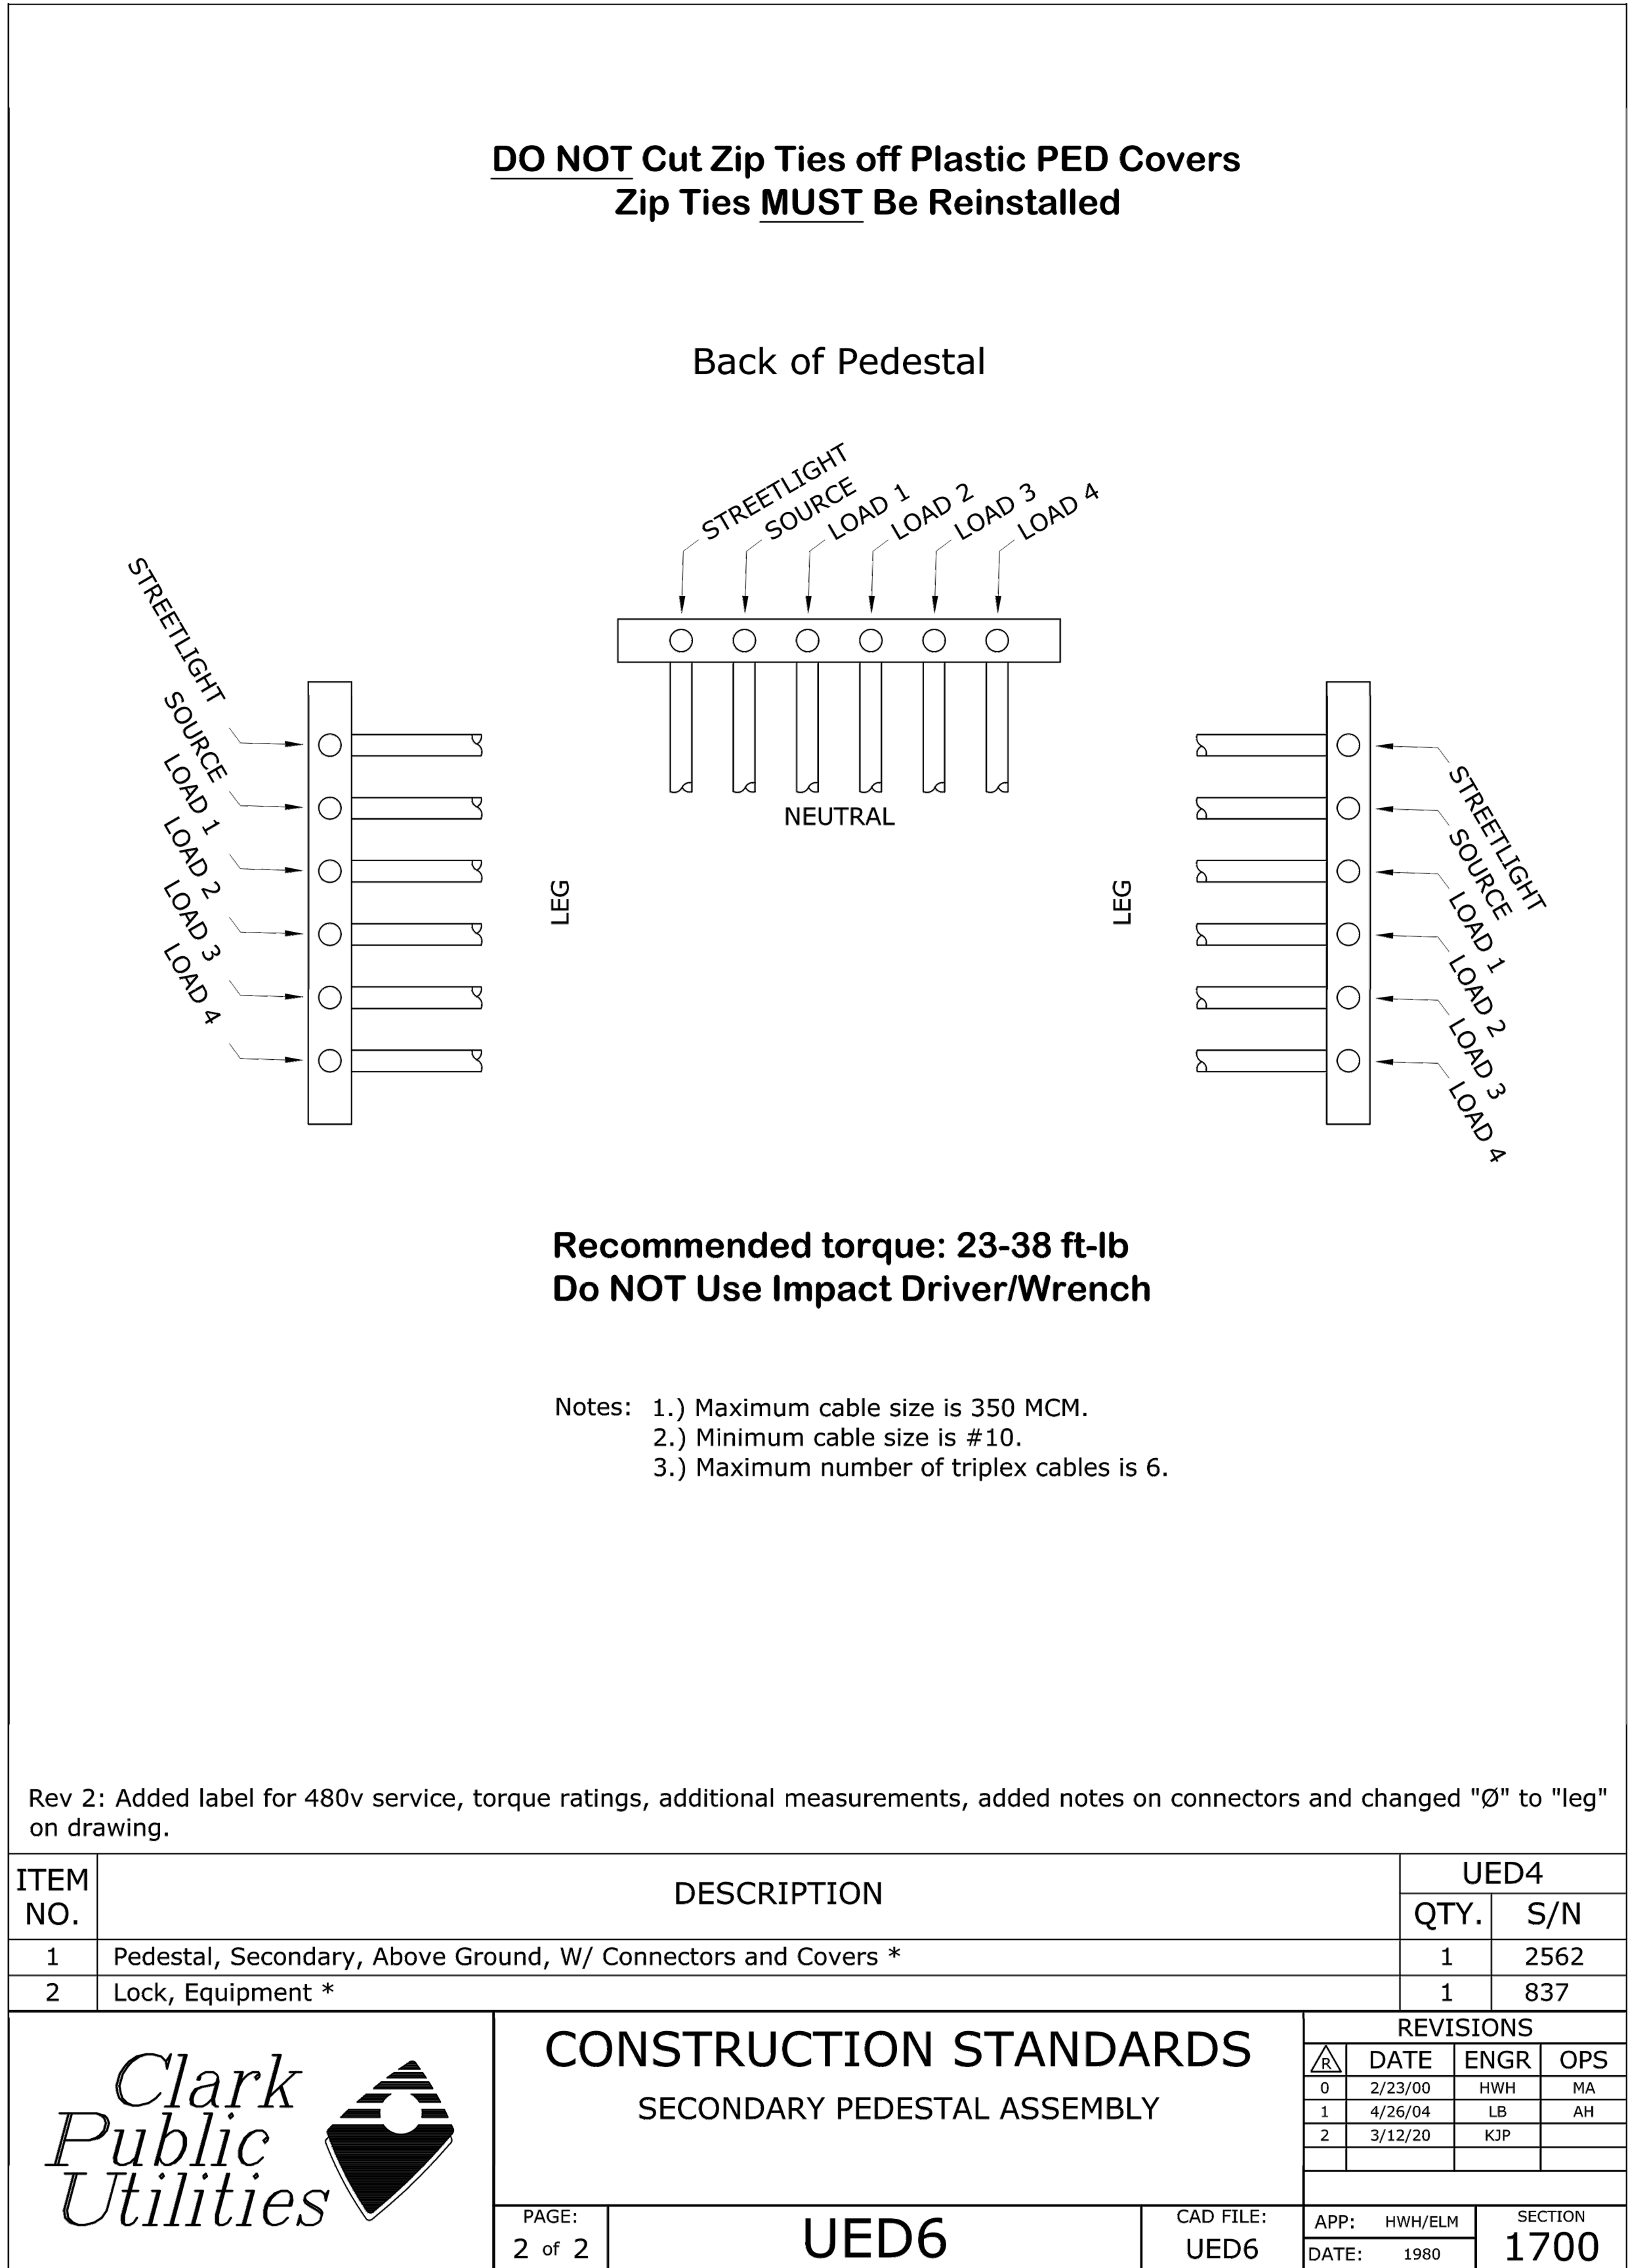 DO NOT Cut Zip Ties off Plastic PED Covers
Zip Ties MUST Be Reinstalled
Back of Pedestal
STREETLIGHT
SOURCE
LOAD 1
LOAD 2
LOAD 3
LOAD 4
NEUTRAL
STREETLIGHT
SOURCE
LOAD 1
LOAD 2
LOAD 3
LOAD 4
LEG
LEG
STREETLIGHT
SOURCE
LOAD 1
LOAD 2
LOAD 3
LOAD 4
Recommended torque: 23-38 ft-lb
Do NOT Use Impact Driver/Wrench
Notes: 1.) Maximum cable size is 350 MCM.
2.) Minimum cable size is #10.
3.) Maximum number of triplex cables is 6.
Rev 2: Added label for 480v service, torque ratings, additional measurements, added notes on connectors and changed "Ø" to "leg"
on drawing.
ITEM NO. DESCRIPTION UED4
QTY. S/N
1 Pedestal, Secondary, Above Ground, W/ Connectors and Covers * 1 2562
2 Lock, Equipment * 1 837
Clark
Public
Utilities
CONSTRUCTION STANDARDS
SECONDARY PEDESTAL ASSEMBLY
REVISIONS
R DATE ENGR OPS
0 2/23/00 HWH MA
1 4/26/04 LB AH
2 3/12/20 KJP
PAGE:
2 of 2
UED6
CAD FILE:
UED6
APP: HWH/ELM
DATE: 1980
SECTION
1700